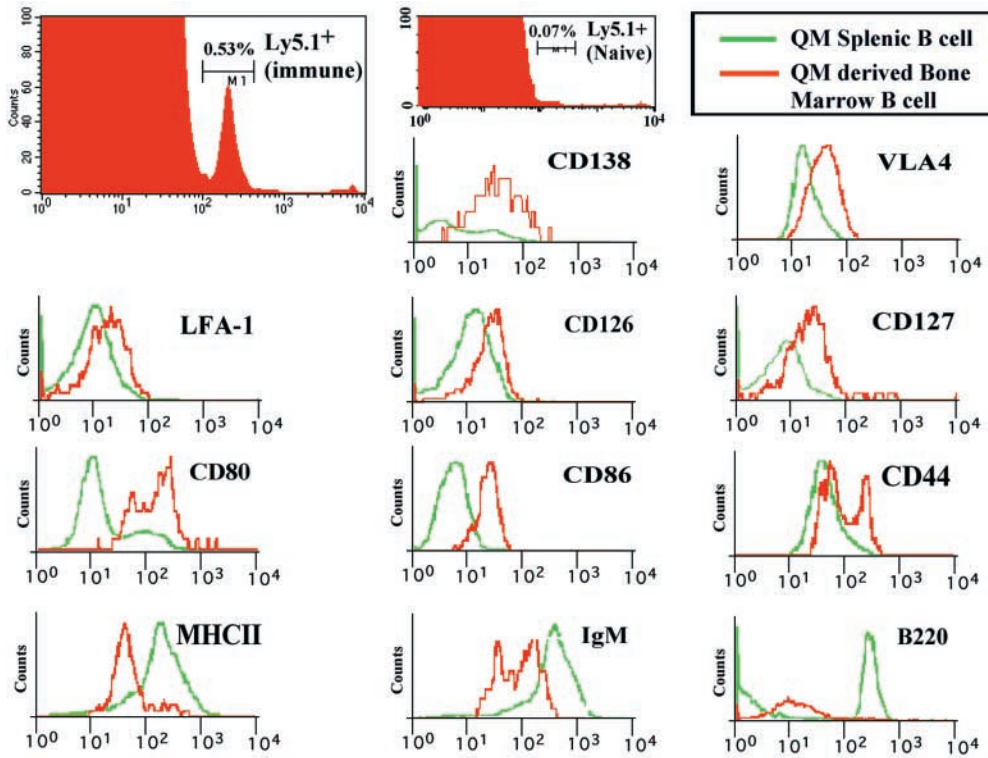 100
80
60
40
20
0
Counts
0.53%
M 1
Ly5.1+
(immune)
10^0 10^1 10^2 10^3 10^4
100
0
0.07%
M 1
Ly5.1+
(Naive)
10^0 10^4
QM Splenic B cell
QM derived Bone
Marrow B cell
Counts
CD138
10^0 10^1 10^2 10^3 10^4
Counts
VLA4
10^0 10^1 10^2 10^3 10^4
Counts
LFA-1
10^0 10^1 10^2 10^3 10^4
Counts
CD126
10^0 10^1 10^2 10^3 10^4
Counts
CD127
10^0 10^1 10^2 10^3 10^4
Counts
CD80
10^0 10^1 10^2 10^3 10^4
Counts
CD86
10^0 10^1 10^2 10^3 10^4
Counts
CD44
10^0 10^1 10^2 10^3 10^4
Counts
MHCII
10^0 10^1 10^2 10^3 10^4
Counts
IgM
10^0 10^1 10^2 10^3 10^4
Counts
B220
10^0 10^1 10^2 10^3 10^4